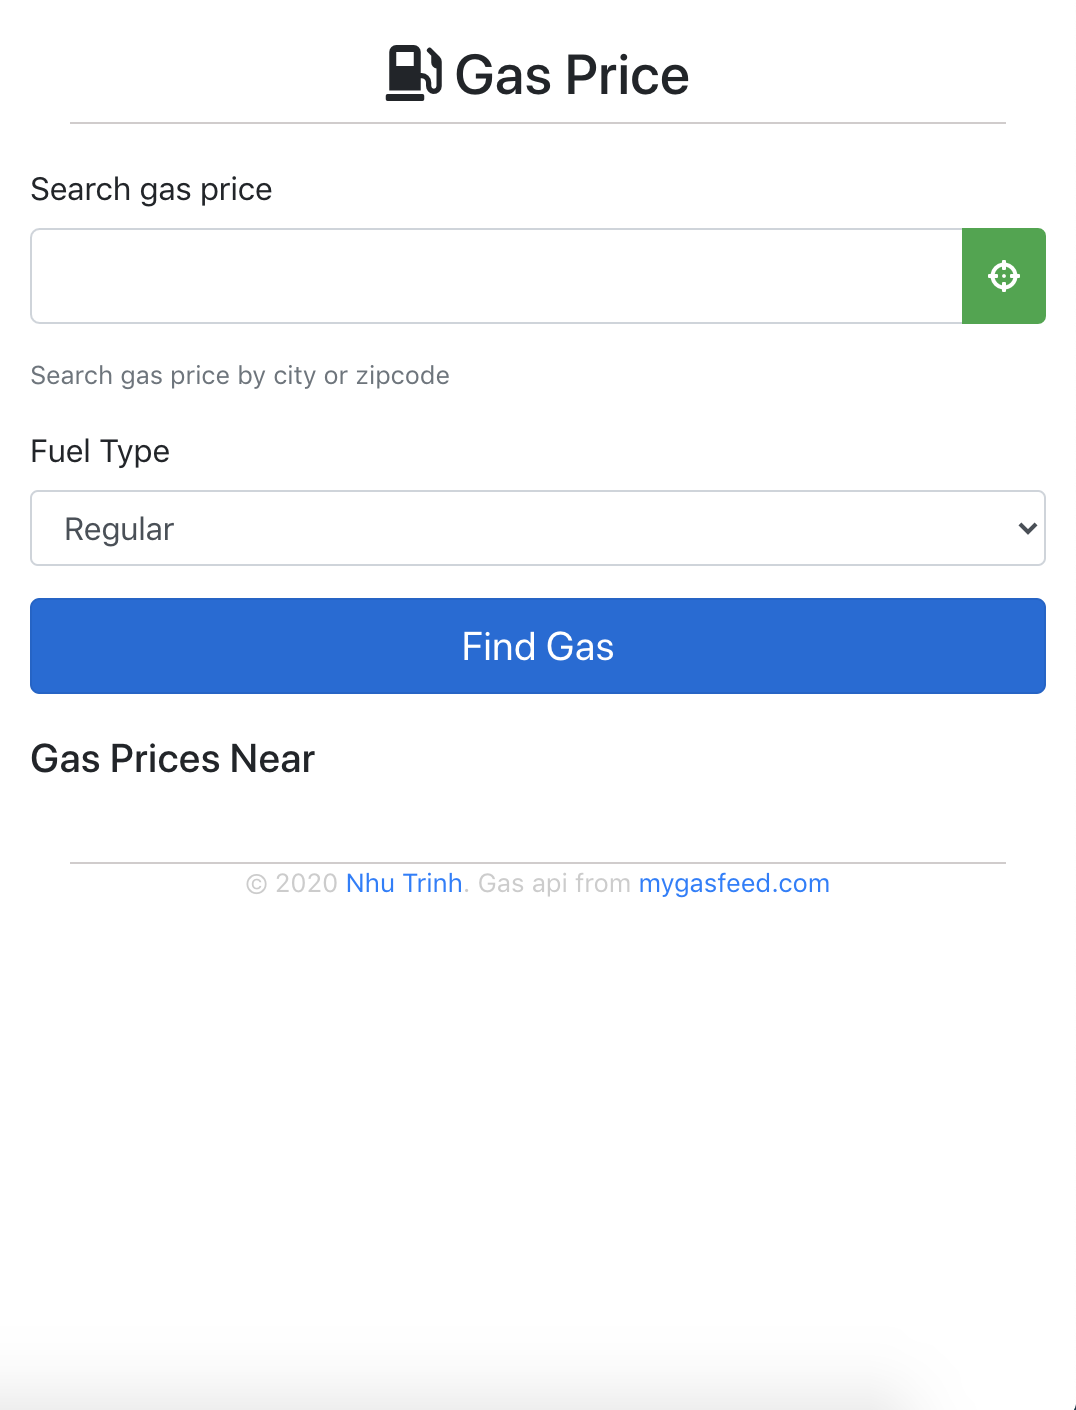 Gas Price
Search gas price
Search gas price by city or zipcode
Fuel Type
Regular
Find Gas
Gas Prices Near
© 2020 Nhu Trinh. Gas api from mygasfeed.com